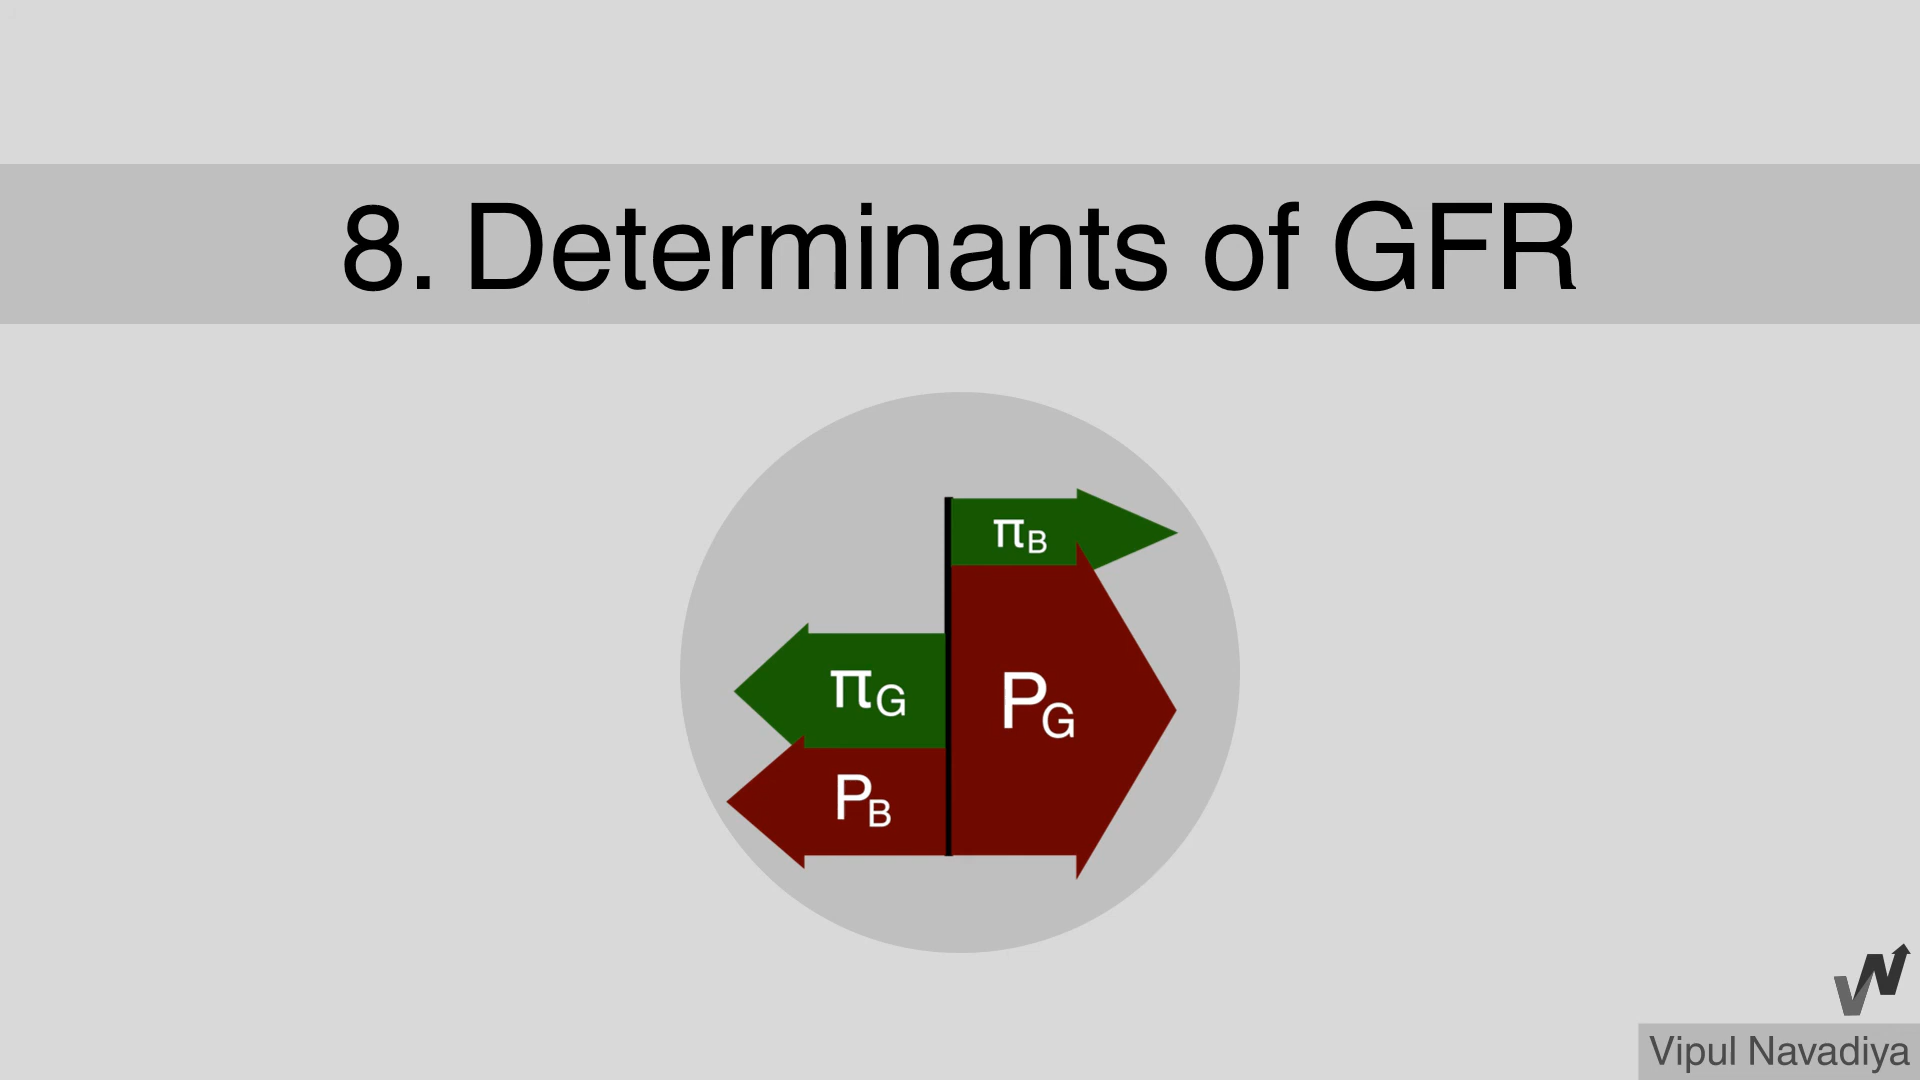 8. Determinants of GFR
πB
πG
PG
PB
Vipul Navadiya